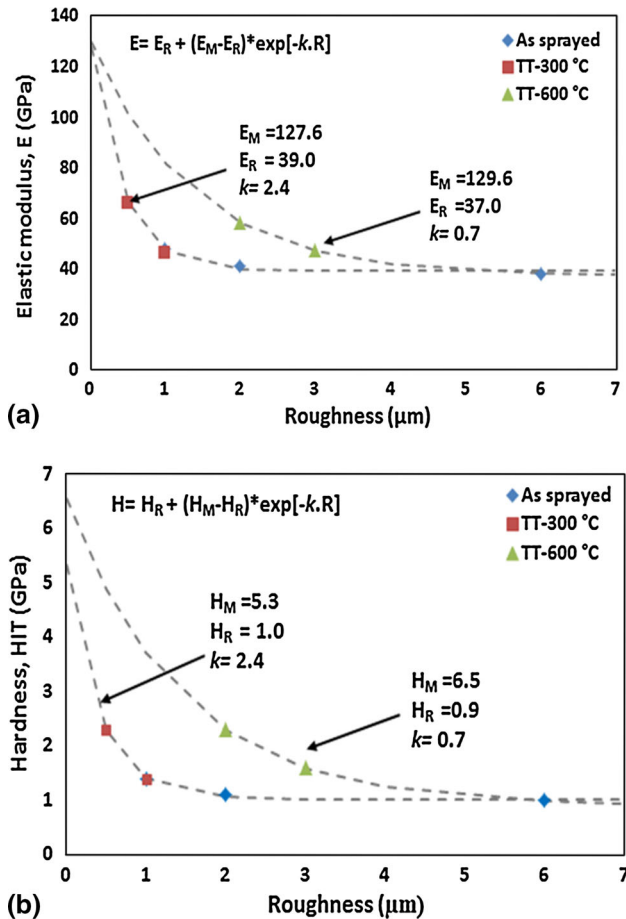 140
120
100
80
60
40
20
0
Elastic modulus, E (GPa)
E= E_R + (E_M-E_R)*exp[-k.R]
As sprayed
TT-300 °C
TT-600 °C
E_M =127.6
E_R = 39.0
k= 2.4
E_M =129.6
E_R =37.0
k= 0.7
0 1 2 3 4 5 6 7
Roughness (µm)
(a)
7
6
5
4
3
2
1
0
Hardness, HIT (GPa)
H= H_R + (H_M-H_R)*exp[-k.R]
As sprayed
TT-300 °C
TT-600 °C
H_M =5.3
H_R = 1.0
k= 2.4
H_M =6.5
H_R =0.9
k= 0.7
0 1 2 3 4 5 6 7
Roughness (µm)
(b)